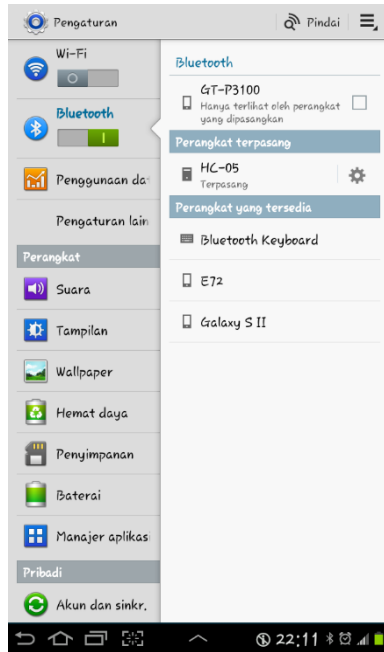 Pengaturan
Pindai
Wi-Fi
Bluetooth
Penggunaan da
Pengaturan lain
Perangkat
Suara
Tampilan
Wallpaper
Hemat daya
Penyimpanan
Baterai
Manajer aplikas
Pribadi
Akun dan sinkr.
Bluetooth
GT-P3100
Hanya terlihat oleh perangkat
yang dipasangkan
Perangkat terpasang
HC-05
Terpasang
Perangkat yang tersedia
Bluetooth Keyboard
E72
Galaxy S II
22:11